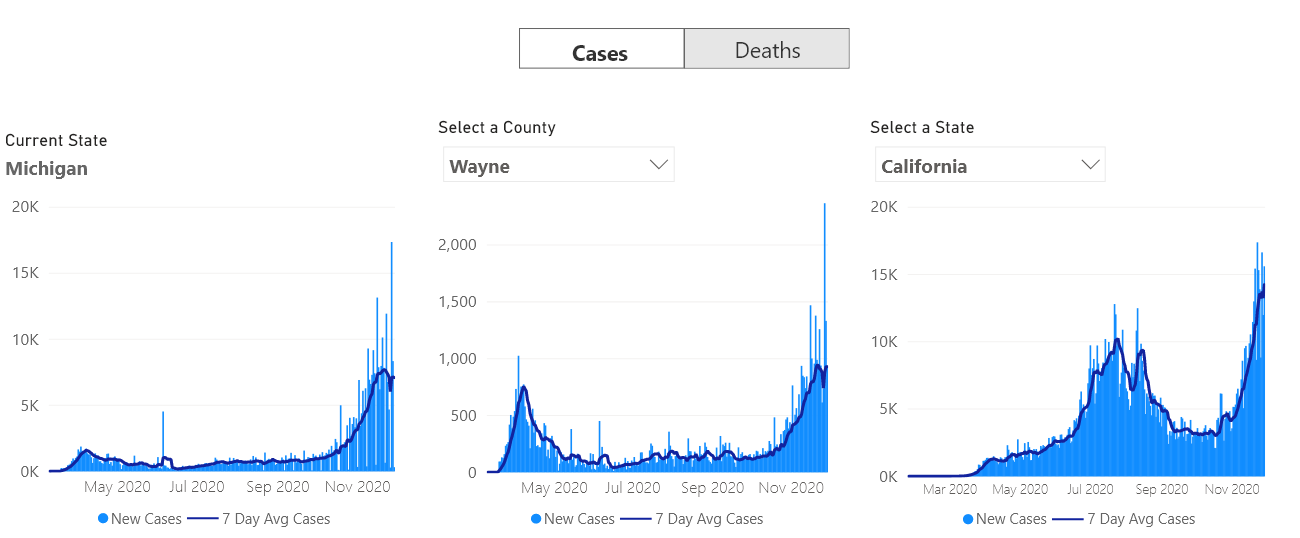 Cases Deaths
Current State
Michigan
20K
15K
10K
5K
0K
May 2020 Jul 2020 Sep 2020 Nov 2020
New Cases 7 Day Avg Cases
Select a County
Wayne
2,000
1,500
1,000
500
0
May 2020 Jul 2020 Sep 2020 Nov 2020
New Cases 7 Day Avg Cases
Select a State
California
20K
15K
10K
5K
0K
Mar 2020 May 2020 Jul 2020 Sep 2020 Nov 2020
New Cases 7 Day Avg Cases